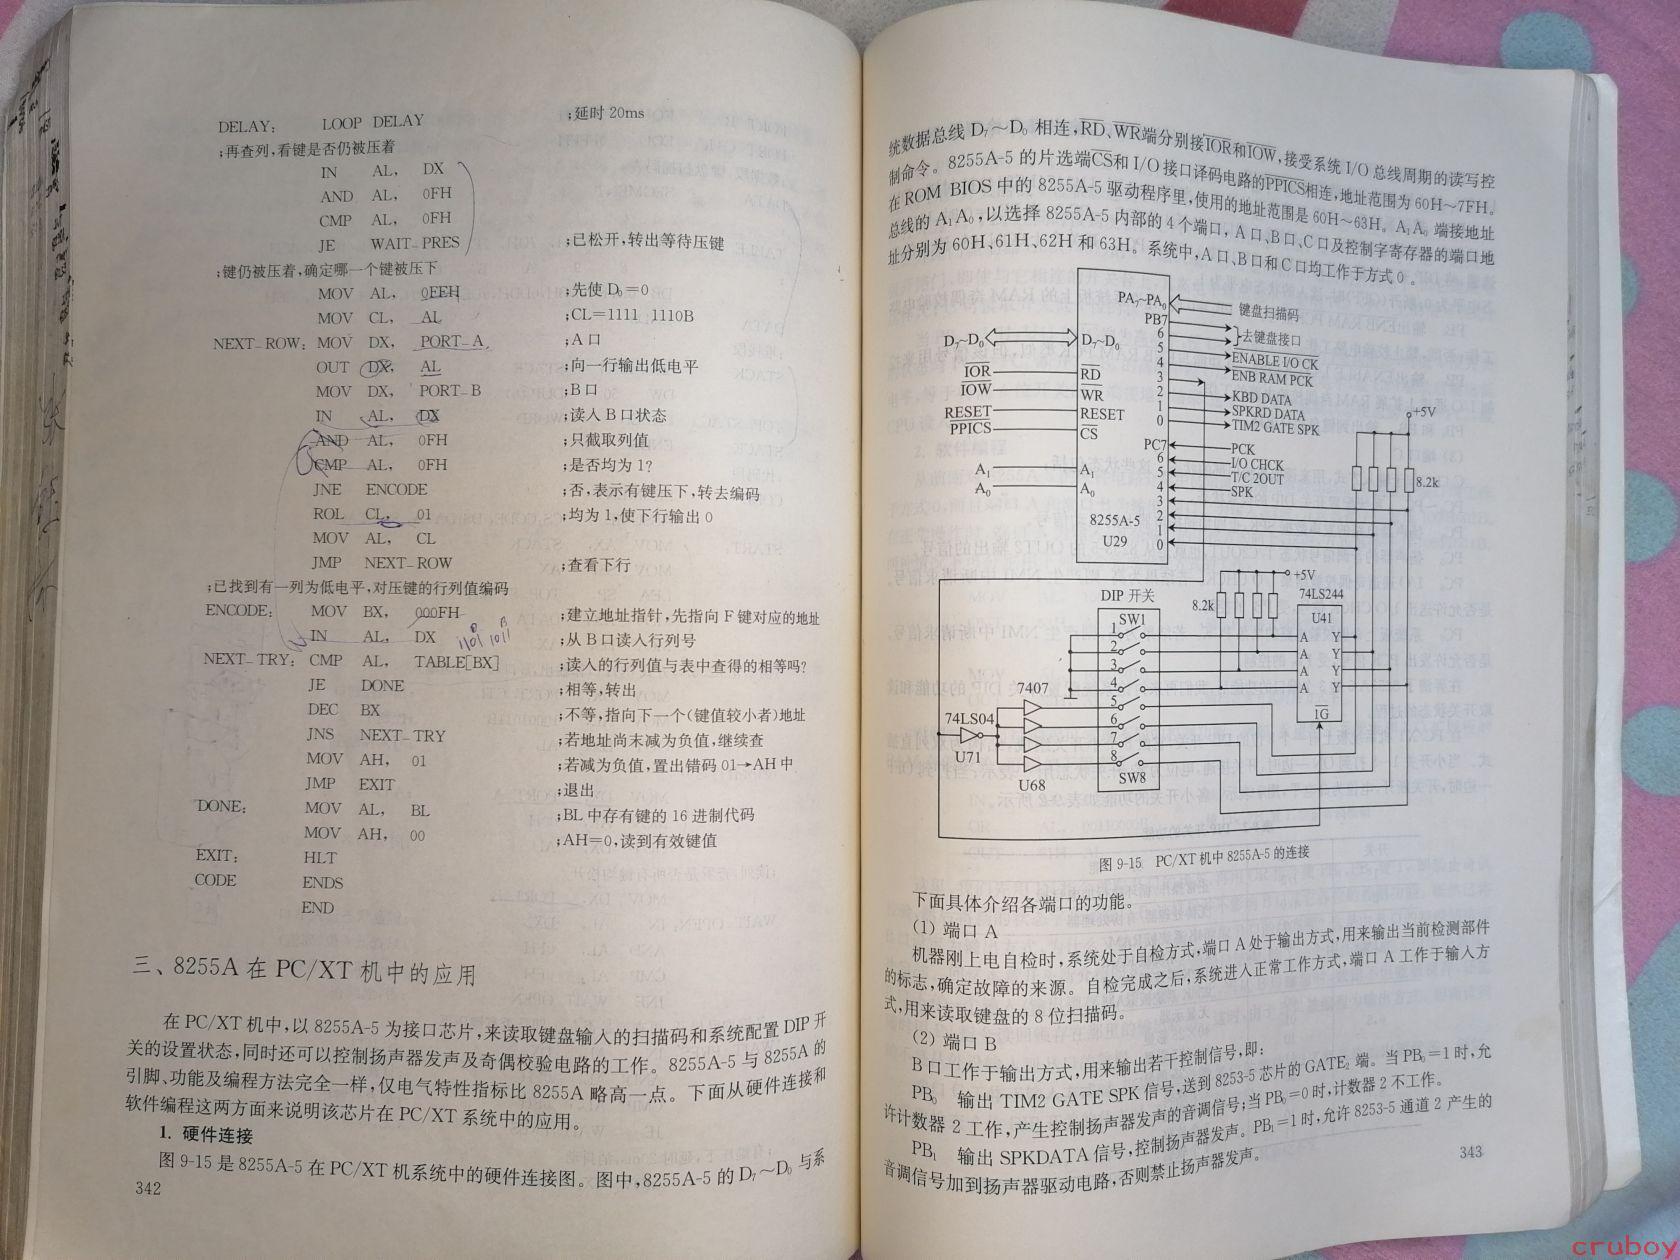 DELAY: LOOP DELAY ;延时 20ms
;再查列,看键是否仍被压着
IN AL, DX
AND AL, 0FH
CMP AL, 0FH
JE WAIT_PRES ;已松开,转出等待压键
;键仍被压着,确定哪一个键被压下
MOV AL, 0FEH ;先使 D₀=0
MOV CL, AL ;CL=1111 1110B
NEXT_ROW: MOV DX, PORT_A ;A 口
OUT DX, AL ;向一行输出低电平
MOV DX, PORT_B ;B 口
IN AL, DX ;读入 B 口状态
AND AL, 0FH ;只截取列值
CMP AL, 0FH ;是否均为 1?
JNE ENCODE ;否,表示有键压下,转去编码
ROL CL, 01 ;均为 1,使下行输出 0
MOV AL, CL
JMP NEXT_ROW ;查看下行
;已找到有一列为低电平,对压键的行列值编码
ENCODE: MOV BX, 000FH ;建立地址指针,先指向 F 键对应的地址
IN AL, DX ;从 B 口读入行列号
1101 1011
NEXT_TRY: CMP AL, TABLE[BX] ;读入的行列值与表中查得的相等吗?
JE DONE ;相等,转出
DEC BX ;不等,指向下一个(键值较小者)地址
JNS NEXT_TRY ;若地址尚未减为负值,继续查
MOV AH, 01 ;若减为负值,置出错码 01→AH 中
JMP EXIT ;退出
DONE: MOV AL, BL ;BL 中存有键的 16 进制代码
MOV AH, 00 ;AH=0,读到有效键值
EXIT: HLT
CODE ENDS
END
三、8255A 在 PC/XT 机中的应用
在 PC/XT 机中,以 8255A-5 为接口芯片,来读取键盘输入的扫描码和系统配置 DIP 开
关的设置状态,同时还可以控制扬声器发声及奇偶校验电路的工作。8255A-5 与 8255A 的
引脚、功能及编程方法完全一样,仅电气特性指标比 8255A 略高一点。下面从硬件连接和
软件编程这两方面来说明该芯片在 PC/XT 系统中的应用。
1. 硬件连接
图 9-15 是 8255A-5 在 PC/XT 机系统中的硬件连接图。图中,8255A-5 的 D₇～D₀ 与系
342
统数据总线 D₇～D₀ 相连,R̅D̅、W̅R̅端分别接I̅O̅R̅和I̅O̅W̅,接受系统 I/O 总线周期的读写控
制命令。8255A-5 的片选端C̅S̅和 I/O 接口译码电路的P̅P̅I̅C̅S̅相连,地址范围为 60H～7FH。
在 ROM BIOS 中的 8255A-5 驱动程序里,使用的地址范围是 60H～63H。A₁A₀ 端接地址
总线的 A₁A₀,以选择 8255A-5 内部的 4 个端口,A 口、B 口、C 口及控制字寄存器的端口地
址分别为 60H、61H、62H 和 63H。系统中,A 口、B 口和 C 口均工作于方式 0。
PA₇~PA₀ 键盘扫描码
PB7
6 去键盘接口
D₇~D₀ D₇~D₀
5 E̅N̅A̅B̅L̅E̅ I̅/̅O̅ C̅K̅
4 E̅N̅B̅ R̅A̅M̅ P̅C̅K̅
I̅O̅R̅ R̅D̅ 3
I̅O̅W̅ W̅R̅ 2 KBD DATA
RESET RESET 1 SPKRD DATA
P̅P̅I̅C̅S̅ C̅S̅ 0 TIM2 GATE SPK
+5V
PC7 PCK
6 I/O CHCK
A₁ A₁ 5 T/C 2OUT
A₀ A₀ 4 SPK
8.2k
3
8255A-5 2
1
U29 0
+5V
DIP 开关 8.2k 74LS244
SW1 U41
1 A Y
2 A Y
3 A Y
4 A Y
7407
5 1̅G̅
74LS04 6
7
U71 8
U68 SW8
图 9-15 PC/XT 机中 8255A-5 的连接
下面具体介绍各端口的功能。
(1) 端口 A
机器刚上电自检时,系统处于自检方式,端口 A 处于输出方式,用来输出当前检测部件
的标志,确定故障的来源。自检完成之后,系统进入正常工作方式,端口 A 工作于输入方
式,用来读取键盘的 8 位扫描码。
(2) 端口 B
B 口工作于输出方式,用来输出若干控制信号,即:
PB₀ 输出 TIM2 GATE SPK 信号,送到 8253-5 芯片的 GATE₂ 端。当 PB₀=1 时,允
许计数器 2 工作,产生控制扬声器发声的音调信号;当 PB₀=0 时,计数器 2 不工作。
PB₁ 输出 SPKDATA 信号,控制扬声器发声。PB₁=1 时,允许 8253-5 通道 2 产生的
音调信号加到扬声器驱动电路,否则禁止扬声器发声。
343
cruboy